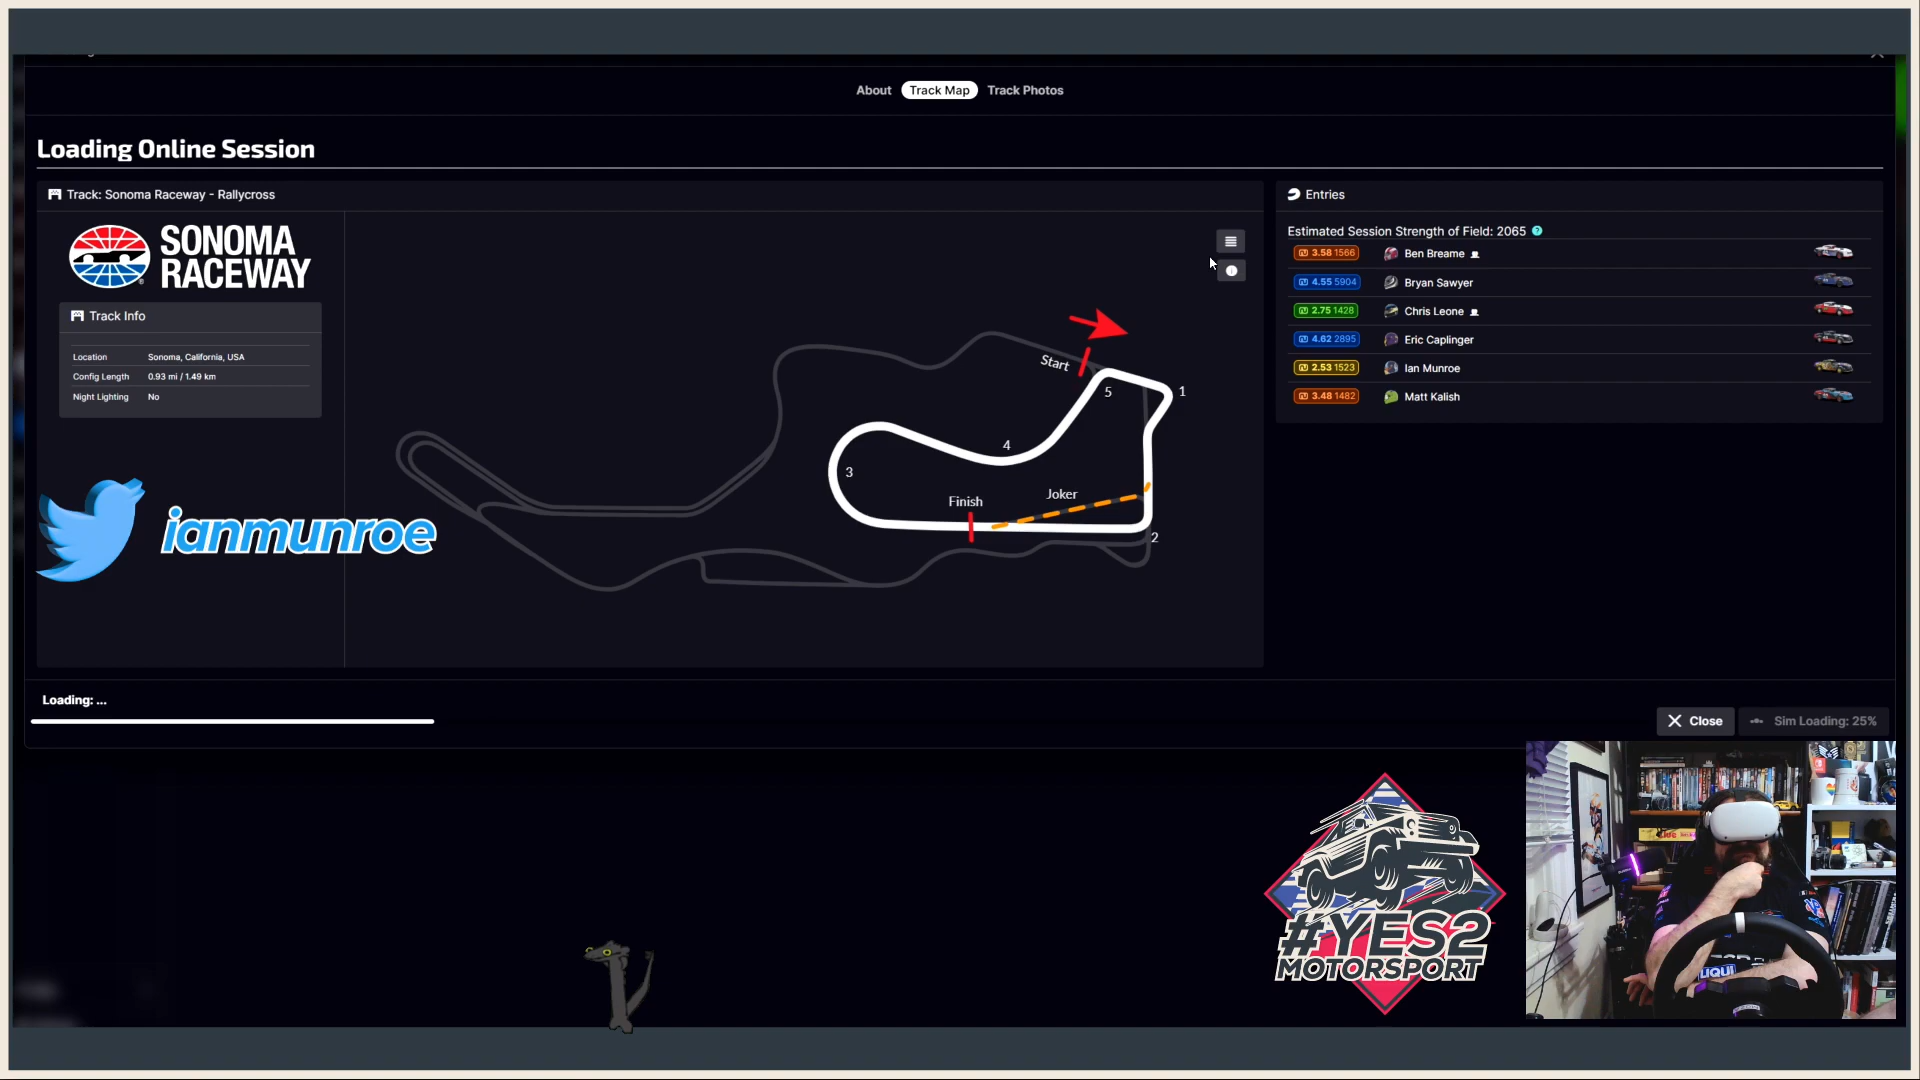 About Track Map Track Photos
Loading Online Session
Track: Sonoma Raceway - Rallycross
SONOMA
RACEWAY
Track Info
Location Sonoma, California, USA
Config Length 0.93 mi / 1.49 km
Night Lighting No
Start
5
1
4
3
Finish
Joker
2
ianmunroe
Entries
Estimated Session Strength of Field: 2065
3.58 1566 Ben Breame
4.55 5904 Bryan Sawyer
2.75 1428 Chris Leone
4.62 2895 Eric Caplinger
2.53 1523 Ian Munroe
3.48 1482 Matt Kalish
Loading: ...
Close
Sim Loading: 25%
#YES2
MOTORSPORT
LIQUI